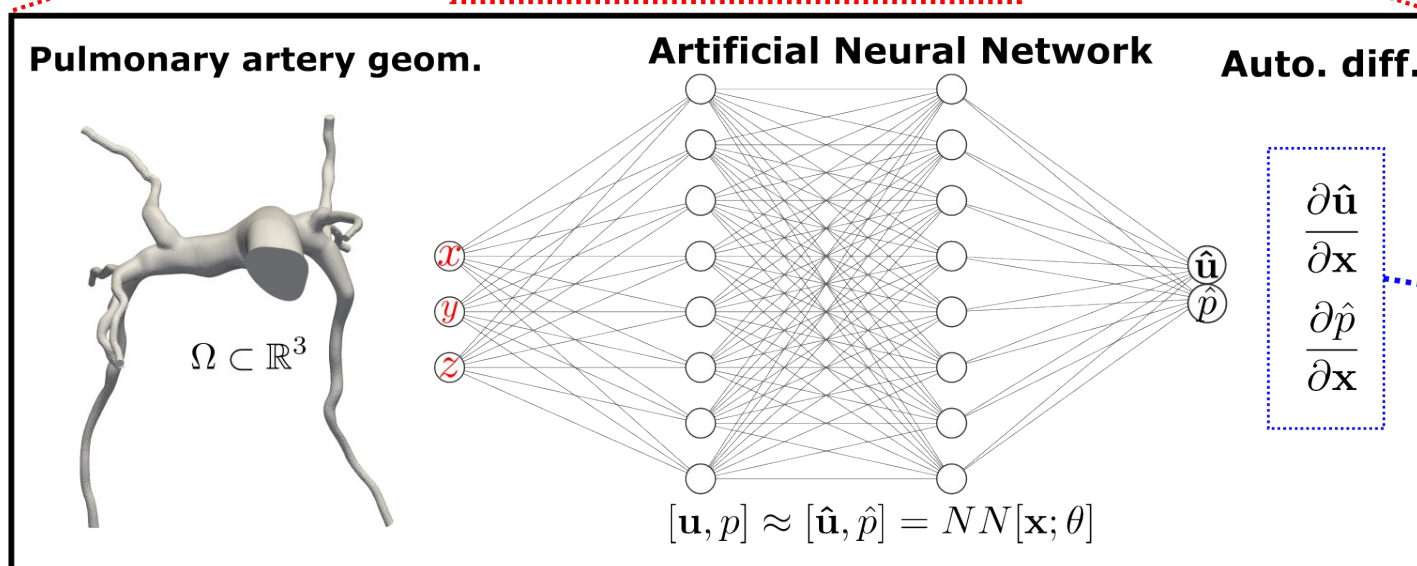 Pulmonary artery geom.
Artificial Neural Network
Auto. diff.
x
y
z
Ω ⊂ ℝ³
û
p̂
∂û
∂x
∂p̂
∂x
[u, p] ≈ [û, p̂] = NN[x; θ]